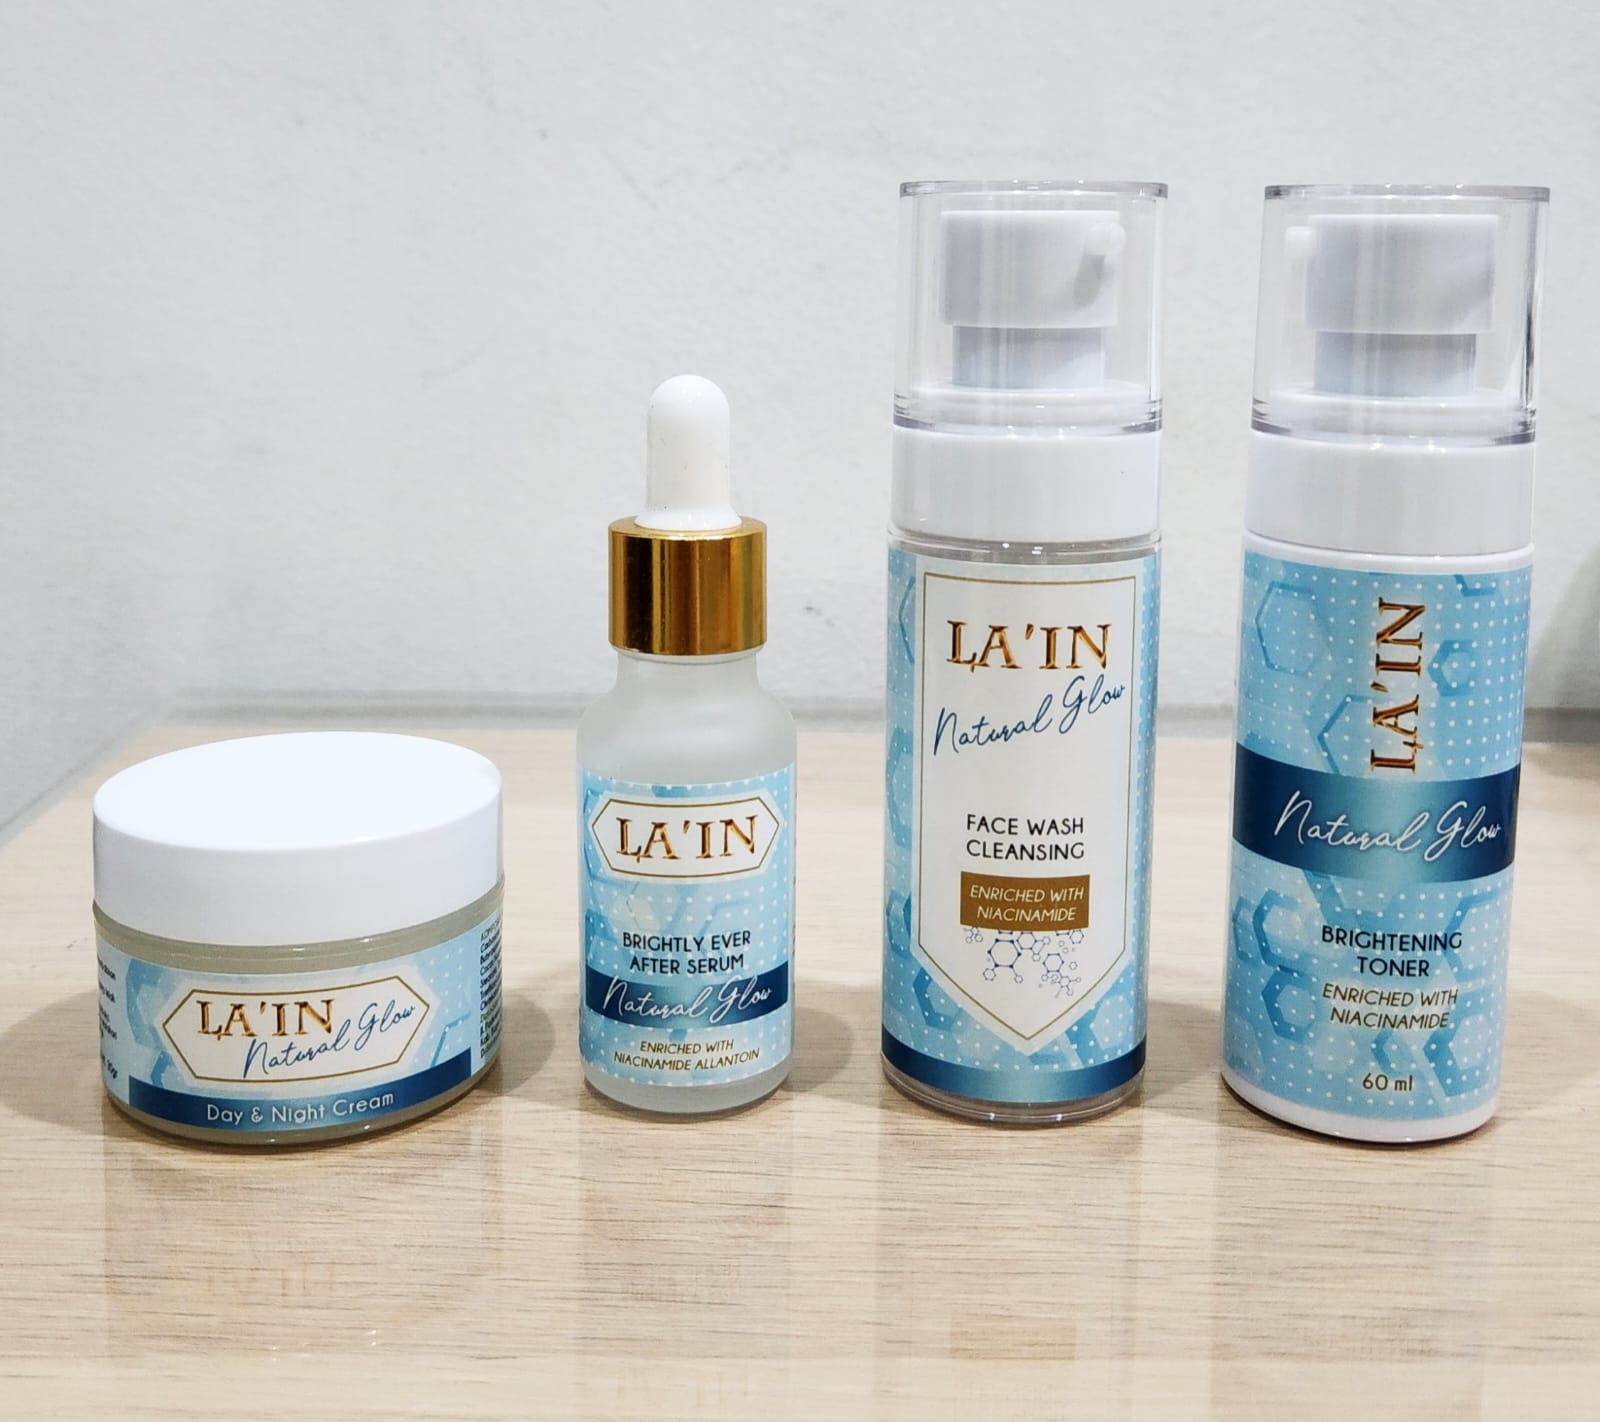 LA'IN
Natural Glow
Day & Night Cream
LA'IN
BRIGHTLY EVER
AFTER SERUM
Natural Glow
ENRICHED WITH
NIACINAMIDE ALLANTOIN
LA'IN
Natural Glow
FACE WASH
CLEANSING
ENRICHED WITH
NIACINAMIDE
LA'IN
Natural Glow
BRIGHTENING
TONER
ENRICHED WITH
NIACINAMIDE
60 ml